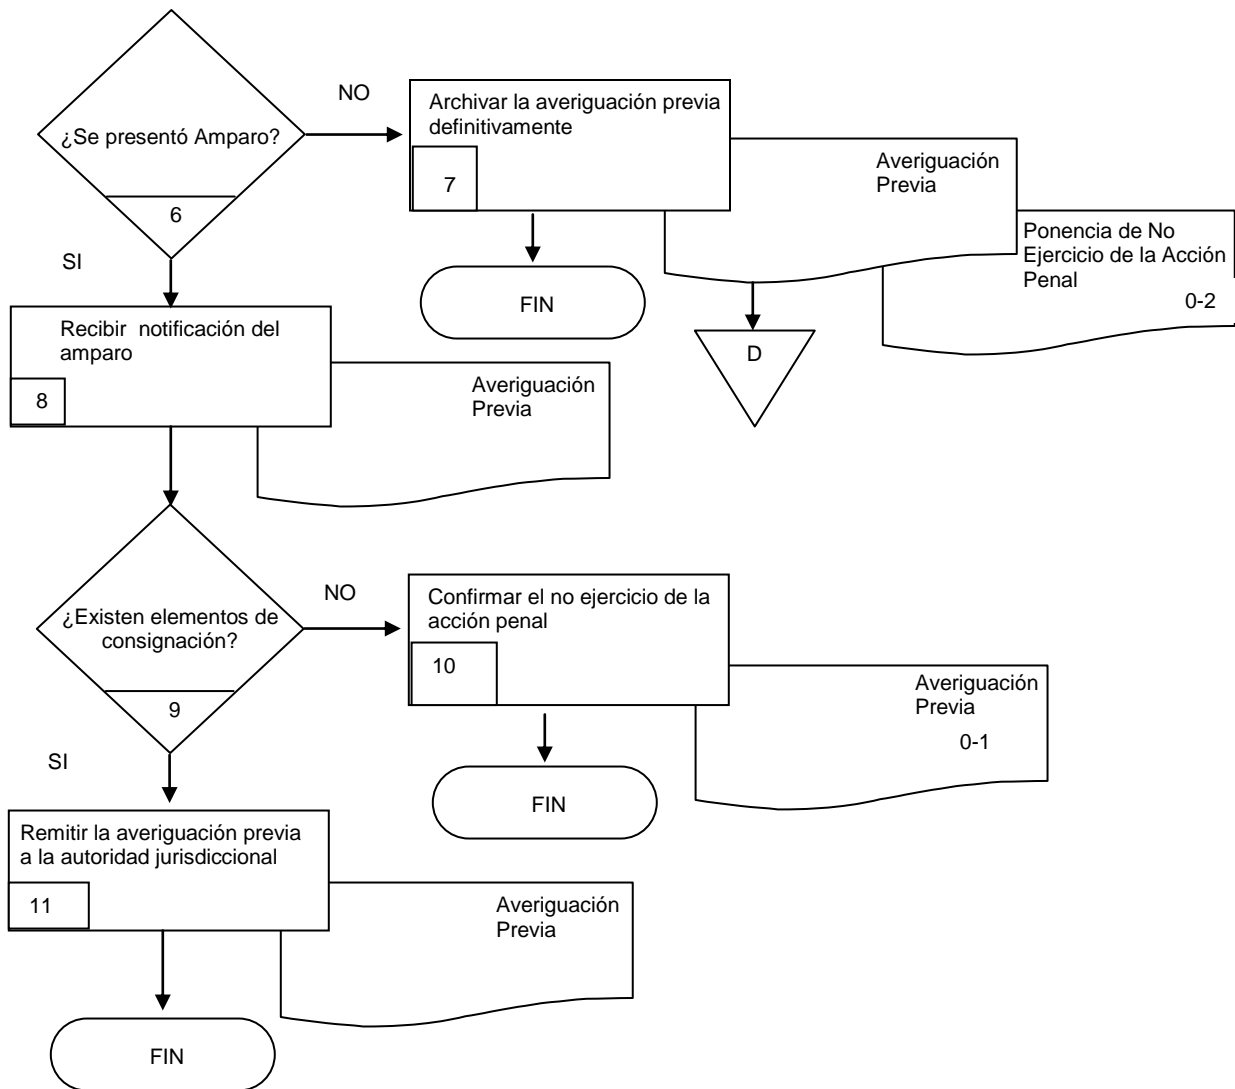 NO
¿Se presentó Amparo?
6
SI
Archivar la averiguación previa
definitivamente
7
Averiguación
Previa
Ponencia de No
Ejercicio de la Acción
Penal
0-2
FIN
D
Recibir notificación del
amparo
8
Averiguación
Previa
¿Existen elementos de
consignación?
9
NO
SI
Confirmar el no ejercicio de la
acción penal
10
Averiguación
Previa
0-1
FIN
Remitir la averiguación previa
a la autoridad jurisdiccional
11
Averiguación
Previa
FIN